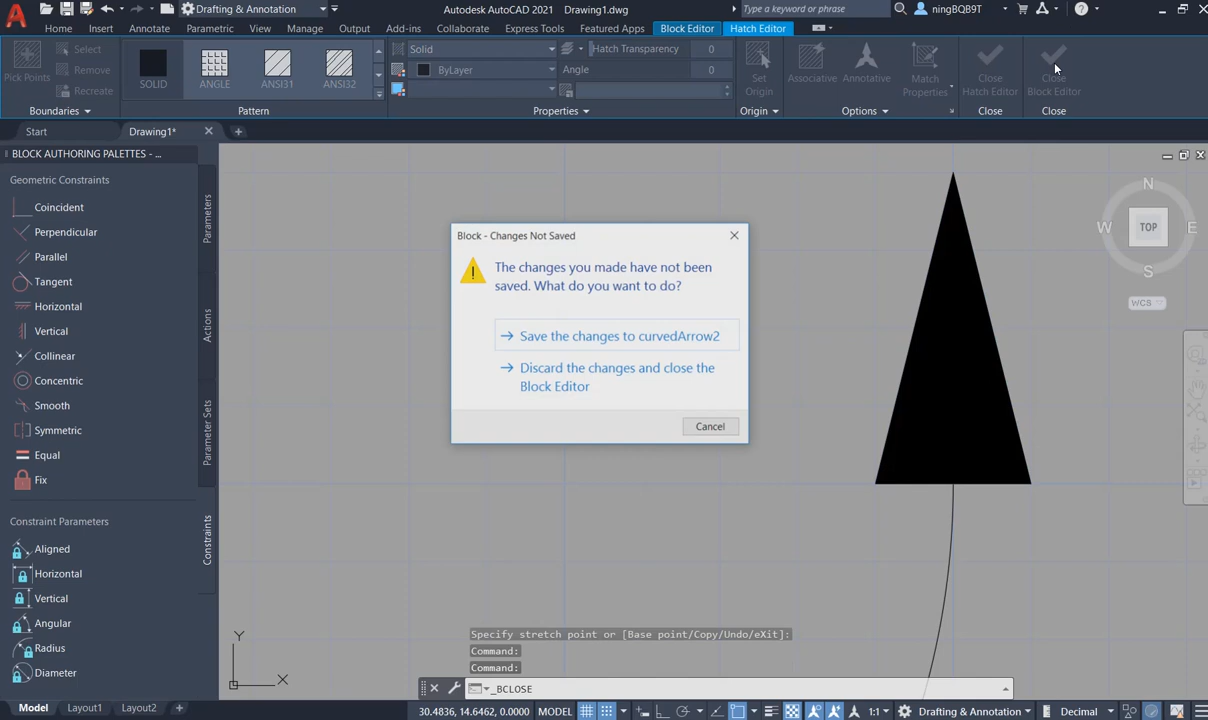 Drafting & Annotation
Autodesk AutoCAD 2021 Drawing1.dwg
Type a keyword or phrase
ningBQB9T
Home Insert Annotate Parametric View Manage Output Add-ins Collaborate Express Tools Featured Apps Block Editor Hatch Editor
Pick Points
Select
Remove
Recreate
Boundaries
SOLID
ANGLE
ANSI31
ANSI32
Pattern
Solid
ByLayer
Hatch Transparency 0
Angle 0
Properties
Set
Origin
Origin
Associative
Annotative
Match
Properties
Options
Close
Hatch Editor
Close
Close
Block Editor
Close
Start
Drawing1*
BLOCK AUTHORING PALETTES - ...
Geometric Constraints
Coincident
Perpendicular
Parallel
Tangent
Horizontal
Vertical
Collinear
Concentric
Smooth
Symmetric
Equal
Fix
Constraint Parameters
Aligned
Horizontal
Vertical
Angular
Radius
Diameter
Parameters
Actions
Parameter Sets
Constraints
Block - Changes Not Saved
The changes you made have not been
saved. What do you want to do?
Save the changes to curvedArrow2
Discard the changes and close the
Block Editor
Cancel
N
W
TOP
E
S
WCS
Y
X
Specify stretch point or [Base point/Copy/Undo/eXit]:
Command:
Command:
_BCLOSE
Model Layout1 Layout2
30.4836, 14.6462, 0.0000 MODEL 1:1 Drafting & Annotation Decimal